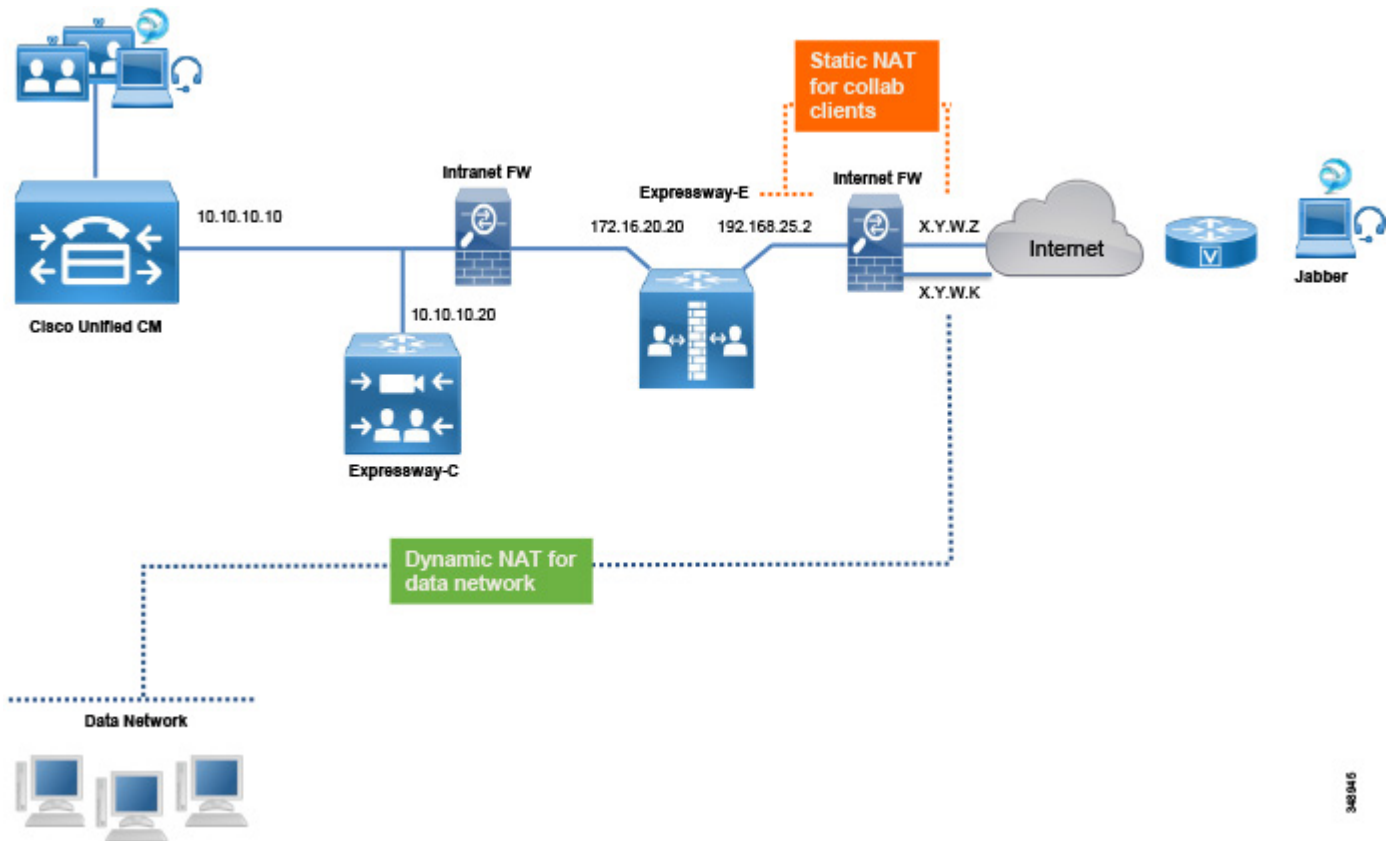 Static NAT
for collab
clients
Intranet FW
Expressway-E
Internet FW
10.10.10.10
172.16.20.20
192.168.25.2
X.Y.W.Z
Internet
V
Jabber
X.Y.W.K
Cisco Unified CM
10.10.10.20
Expressway-C
Dynamic NAT for
data network
Data Network
348945